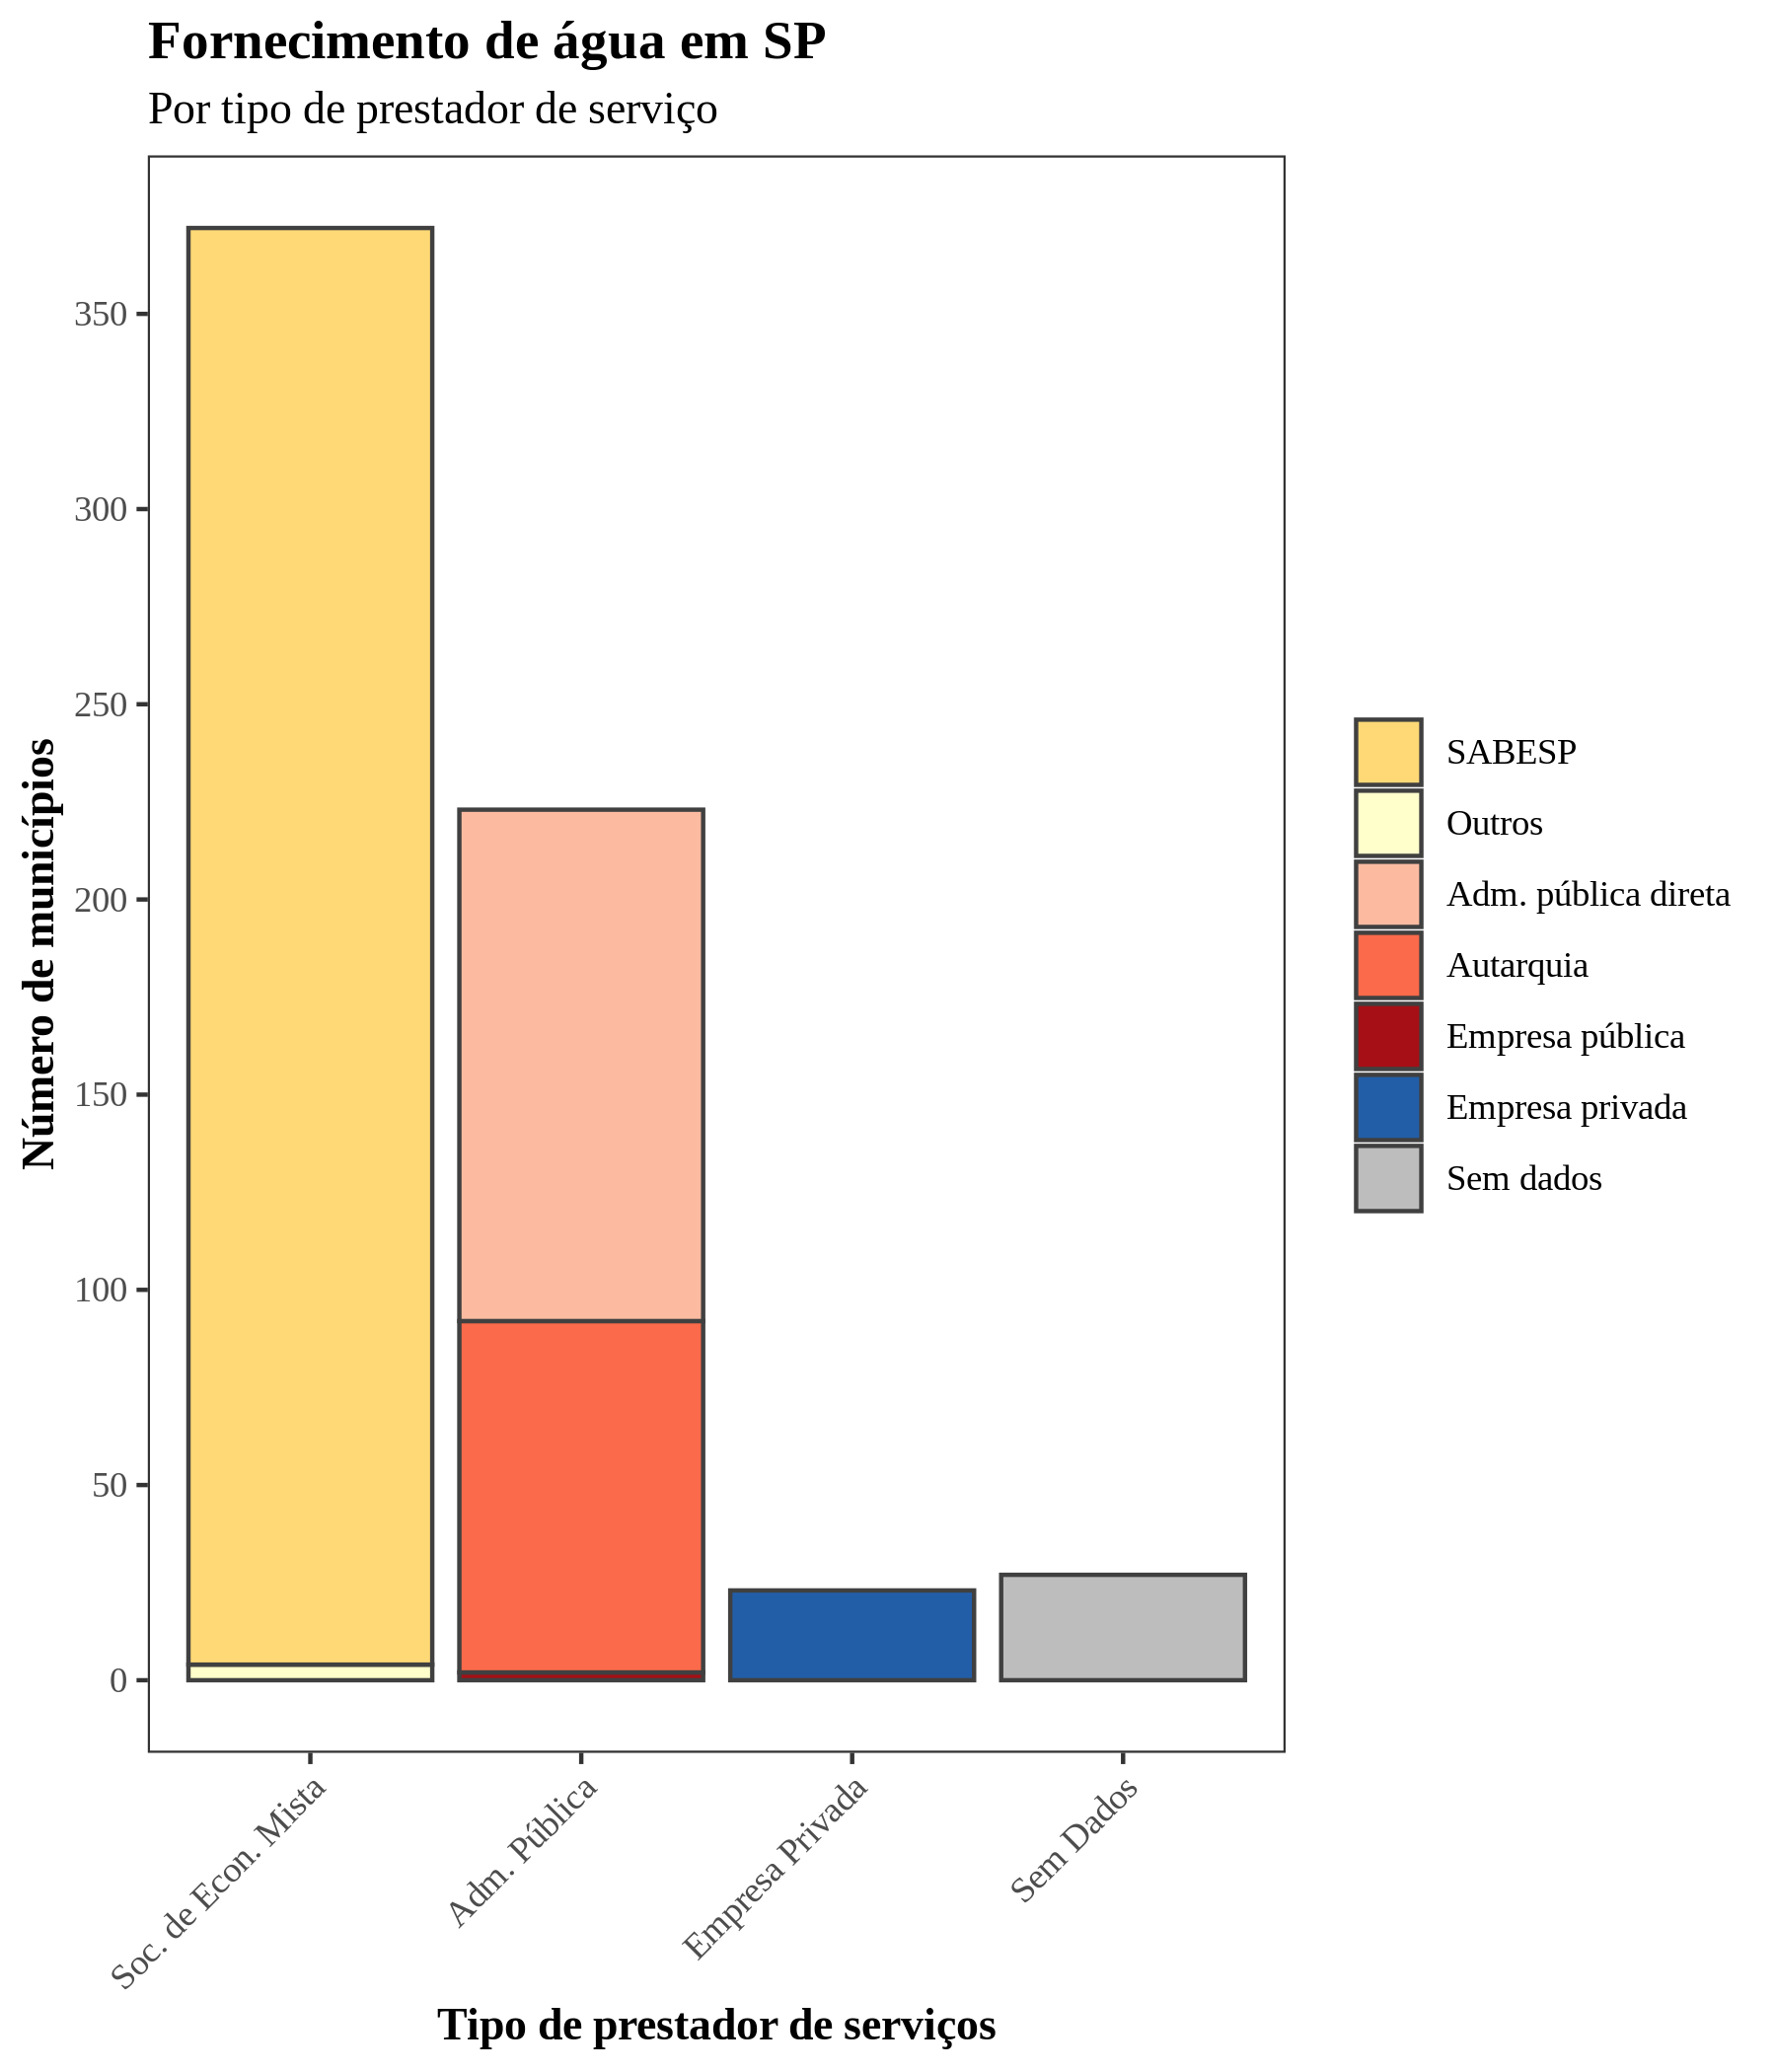 Fornecimento de água em SP
Por tipo de prestador de serviço
Número de municípios
350
300
250
200
150
100
50
0
Soc. de Econ. Mista
Adm. Pública
Empresa Privada
Sem Dados
Tipo de prestador de serviços
SABESP
Outros
Adm. pública direta
Autarquia
Empresa pública
Empresa privada
Sem dados